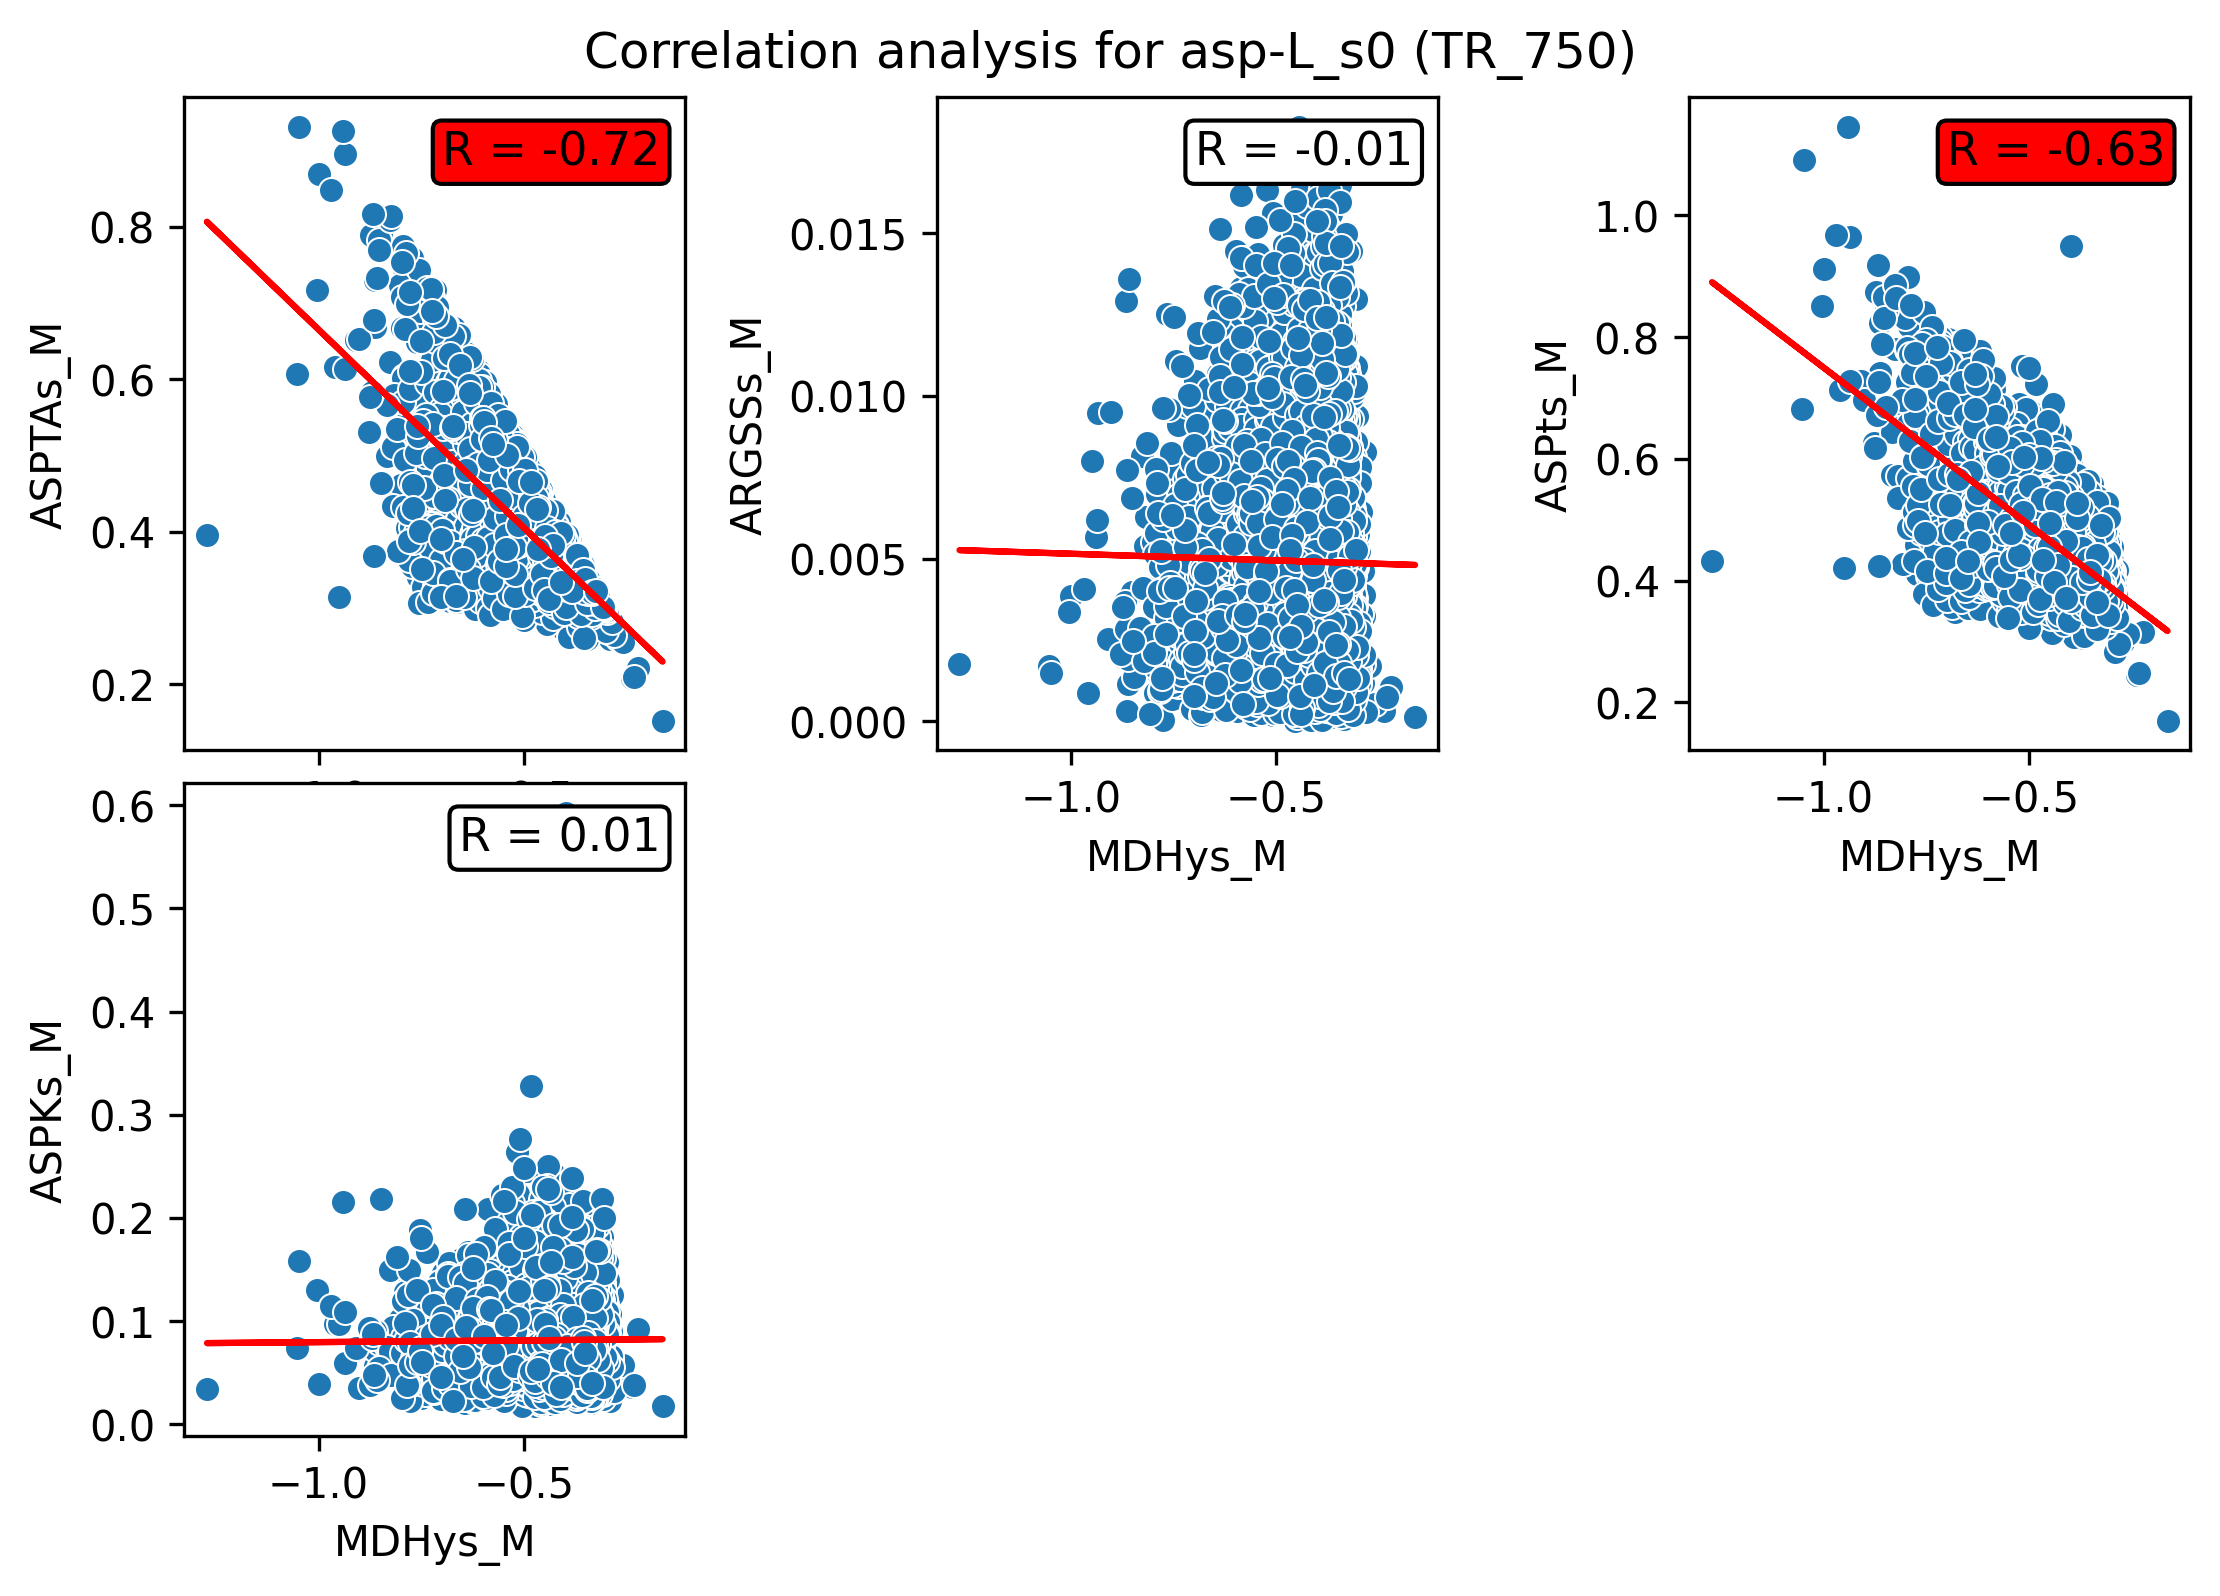 Correlation analysis for asp-L_s0 (TR_750)
ASPTAs_M
0.8
0.6
0.4
0.2
R = -0.72
ARGSSs_M
0.015
0.010
0.005
0.000
R = -0.01
−1.0 −0.5
MDHys_M
ASPts_M
1.0
0.8
0.6
0.4
0.2
R = -0.63
−1.0 −0.5
MDHys_M
ASPKs_M
0.6
0.5
0.4
0.3
0.2
0.1
0.0
R = 0.01
−1.0 −0.5
MDHys_M